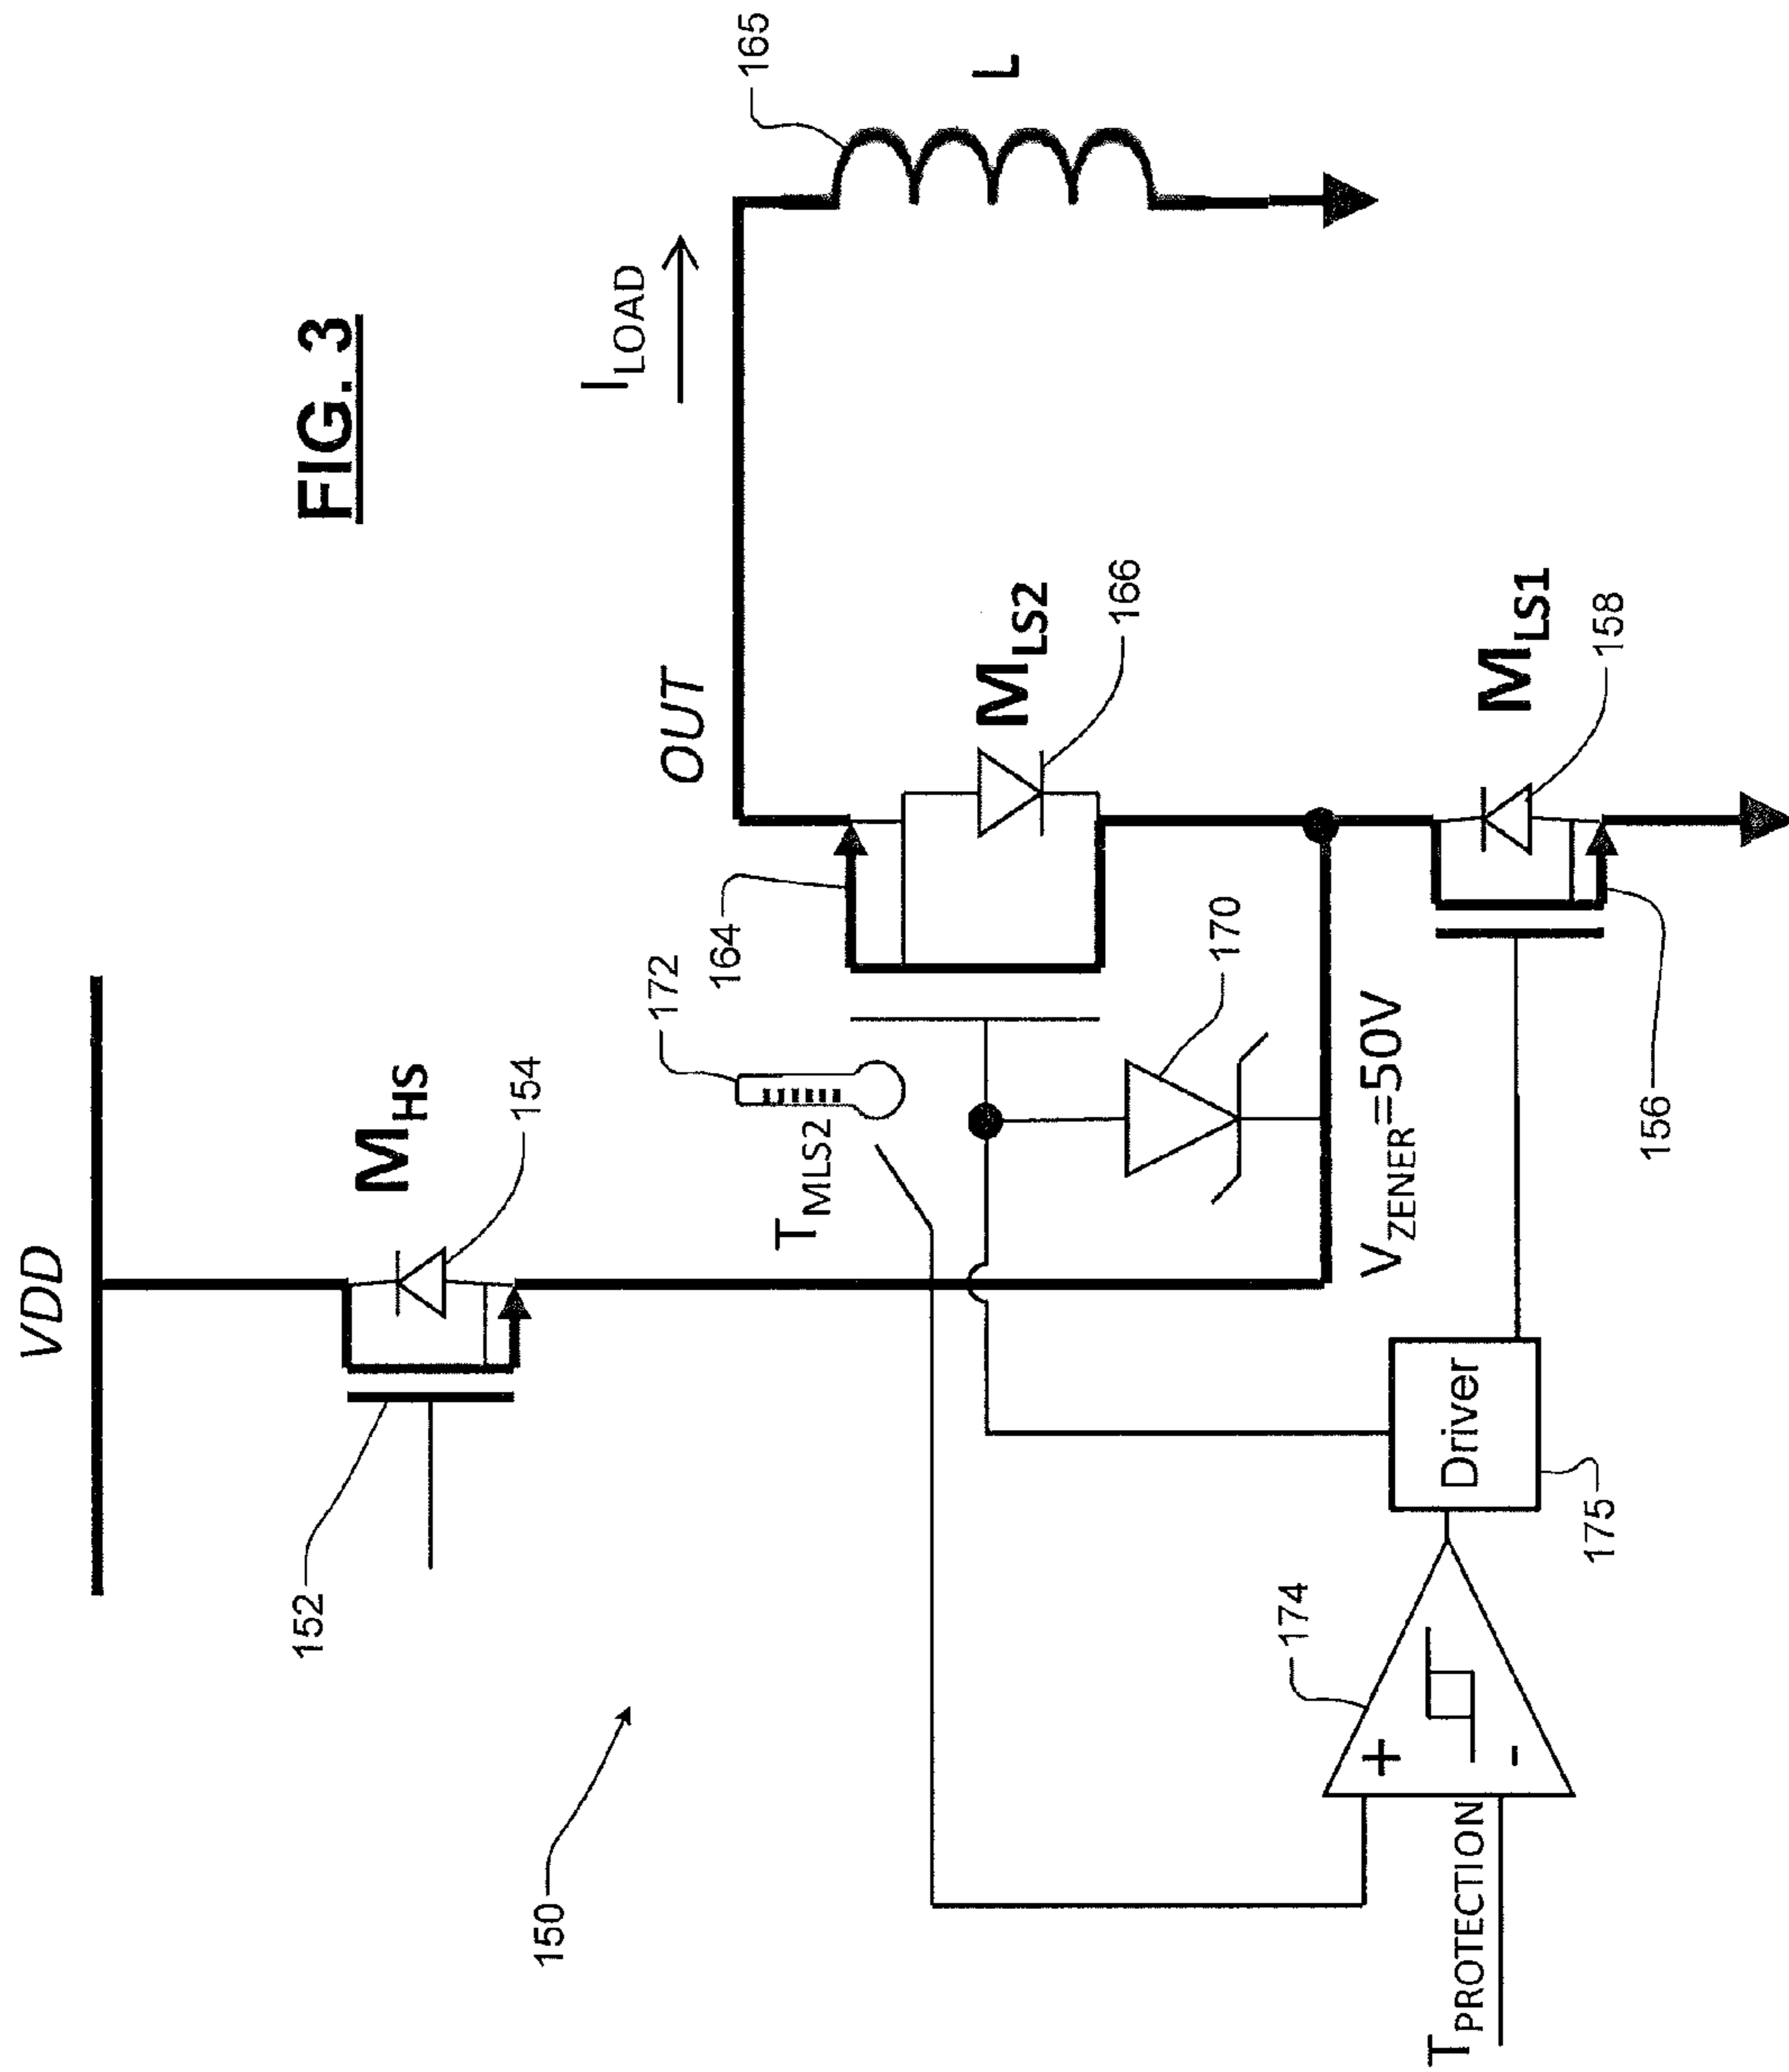 FIG. 3
VDD
152
M_HS
154
150
OUT
I_LOAD
165
L
172
T_MLS2
164
M_LS2
166
170
V_ZENER=50V
M_LS1
158
156
174
+
-
Driver
175
T_PROTECTION